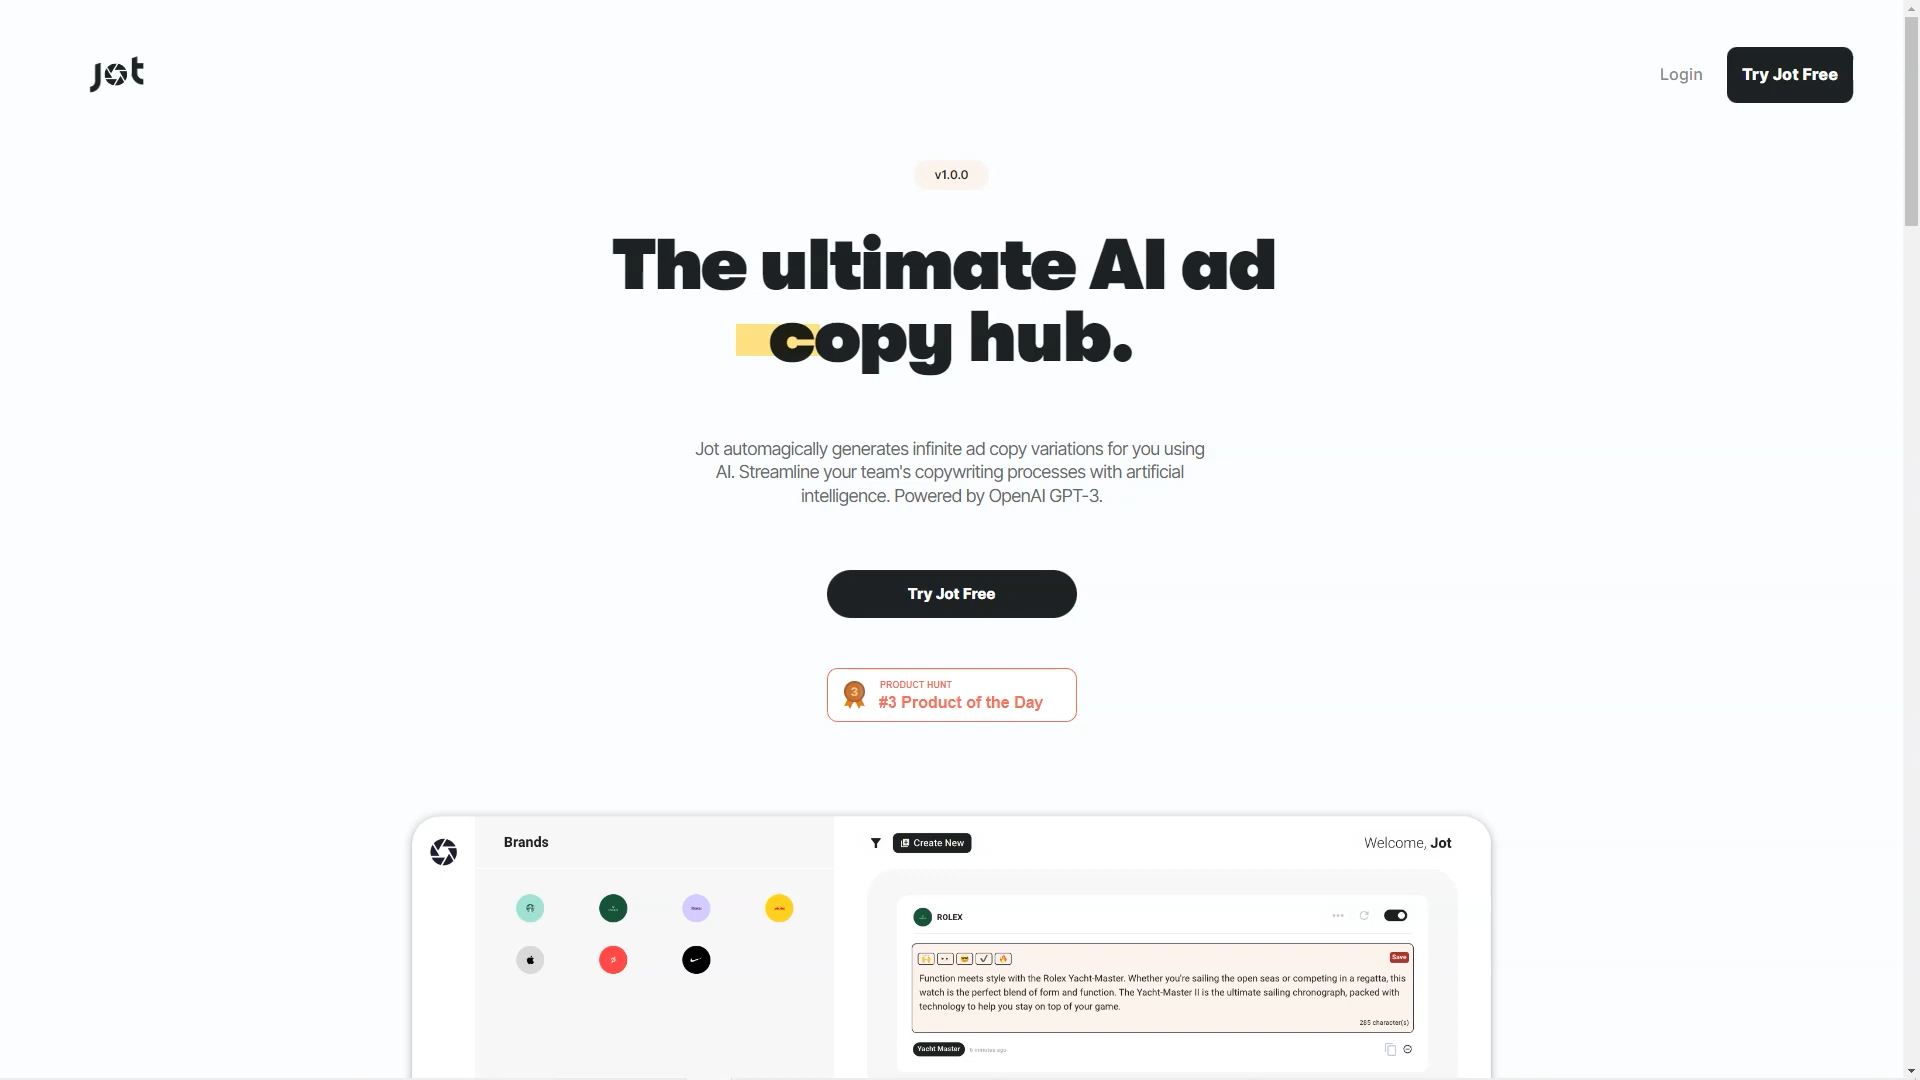 jot
Login
Try Jot Free
v1.0.0
The ultimate AI ad
copy hub.
Jot automagically generates infinite ad copy variations for you using
AI. Streamline your team's copywriting processes with artificial
intelligence. Powered by OpenAI GPT-3.
Try Jot Free
3
PRODUCT HUNT
#3 Product of the Day
Brands
Create New
Welcome, Jot
ROLEX
Save
Function meets style with the Rolex Yacht-Master. Whether you're sailing the open seas or competing in a regatta, this
watch is the perfect blend of form and function. The Yacht-Master II is the ultimate sailing chronograph, packed with
technology to help you stay on top of your game.
285 character(s)
Yacht Master
minutes ago